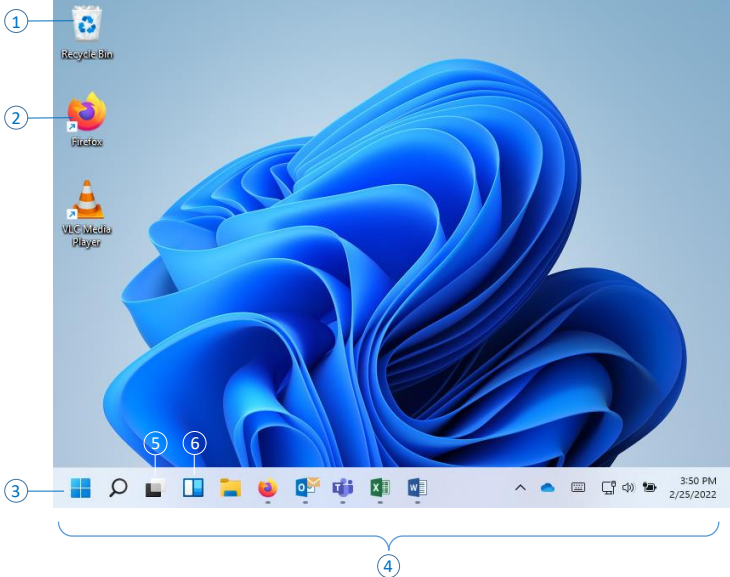 1
Recycle Bin
2
Firefox
VLC Media
Player
5
6
3
3:50 PM
2/25/2022
4